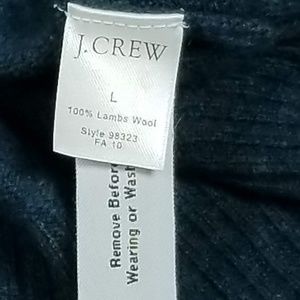 J.CREW
L
100% Lambs Wool
Style 98323
FA 10
Remove Before
Wearing or Wash